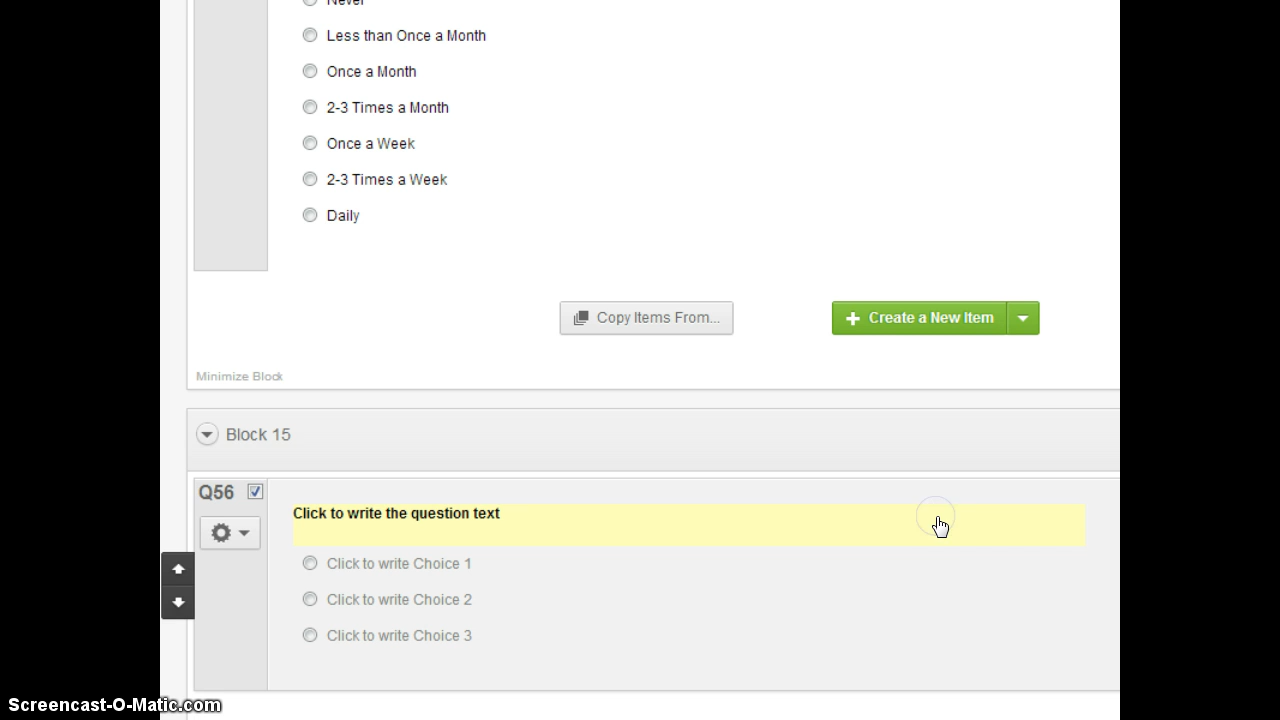 Never
Less than Once a Month
Once a Month
2-3 Times a Month
Once a Week
2-3 Times a Week
Daily
Copy Items From...
Create a New Item
Minimize Block
Block 15
Q56
Click to write the question text
Click to write Choice 1
Click to write Choice 2
Click to write Choice 3
Screencast-O-Matic.com